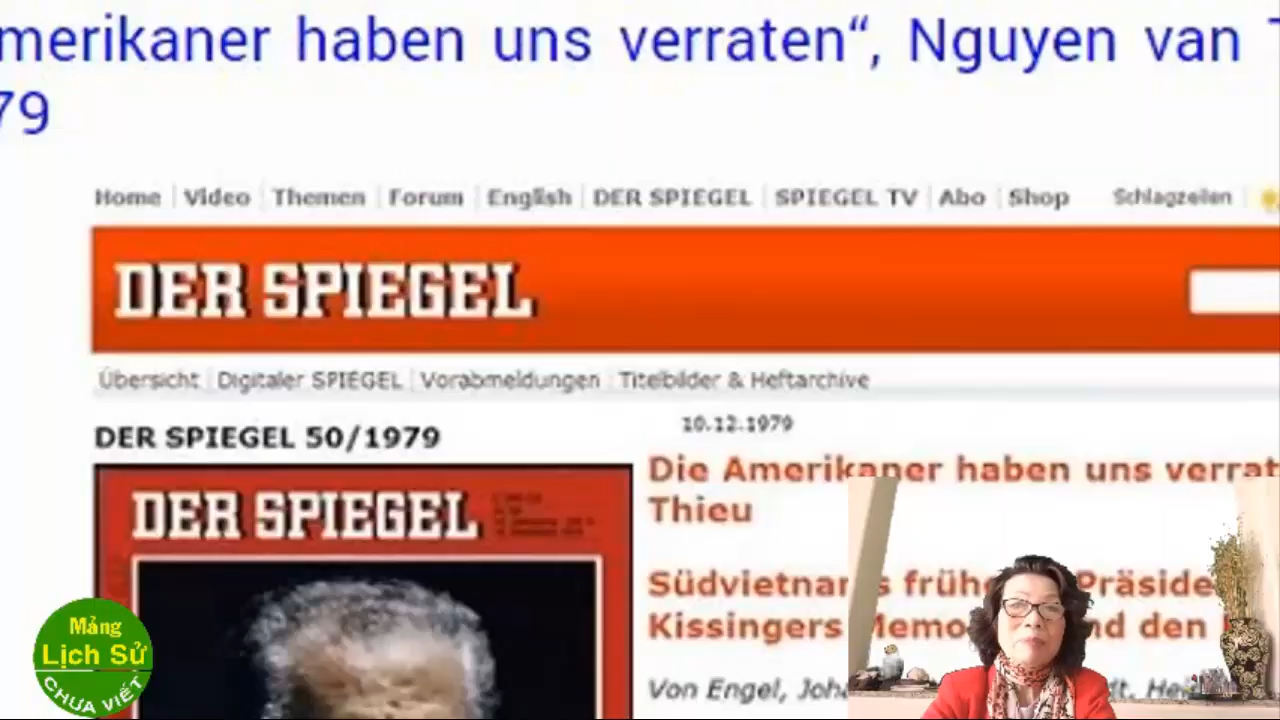 merikaner haben uns verraten“, Nguyen van
79
Home Video Themen Forum English DER SPIEGEL SPIEGEL TV Abo Shop Schlagzeilen
DER SPIEGEL
Übersicht Digitaler SPIEGEL Vorabmeldungen Titelbilder & Heftarchive
10.12.1979
DER SPIEGEL 50/1979
Die Amerikaner haben uns verrat
Thieu
DER SPIEGEL
Südvietnam s frühe Präside
Kissingers Memo nd den
Von Engel, Joha
Mảng
Lịch Sử
CHƯA VIẾT